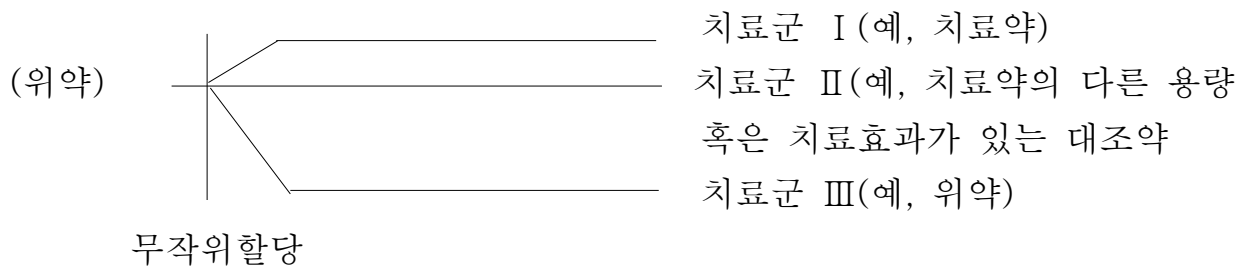 치료군 Ⅰ(예, 치료약)
(위약)
치료군 Ⅱ(예, 치료약의 다른 용량
혹은 치료효과가 있는 대조약
치료군 Ⅲ(예, 위약)
무작위할당